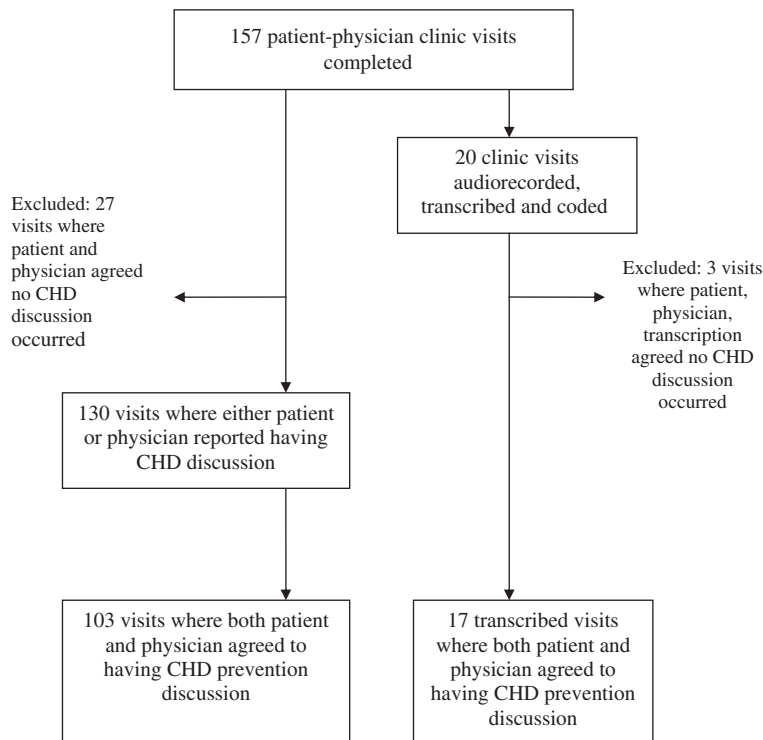 157 patient-physician clinic visits
completed
20 clinic visits
audiorecorded,
transcribed and coded
Excluded: 27
visits where
patient and
physician agreed
no CHD
discussion
occurred
Excluded: 3 visits
where patient,
physician,
transcription
agreed no CHD
discussion
occurred
130 visits where either patient
or physician reported having
CHD discussion
103 visits where both patient
and physician agreed to
having CHD prevention
discussion
17 transcribed visits
where both patient and
physician agreed to
having CHD prevention
discussion